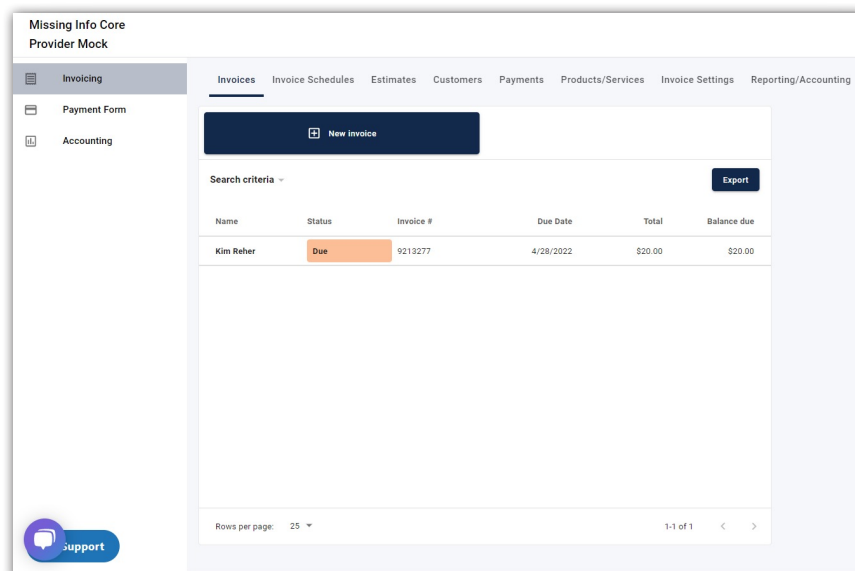 Missing Info Core
Provider Mock
Invoicing
Payment Form
Accounting
Invoices Invoice Schedules Estimates Customers Payments Products/Services Invoice Settings Reporting/Accounting
New invoice
Search criteria
Export
Name Status Invoice # Due Date Total Balance due
Kim Reher Due 9213277 4/28/2022 $20.00 $20.00
Rows per page: 25 1-1 of 1
Support